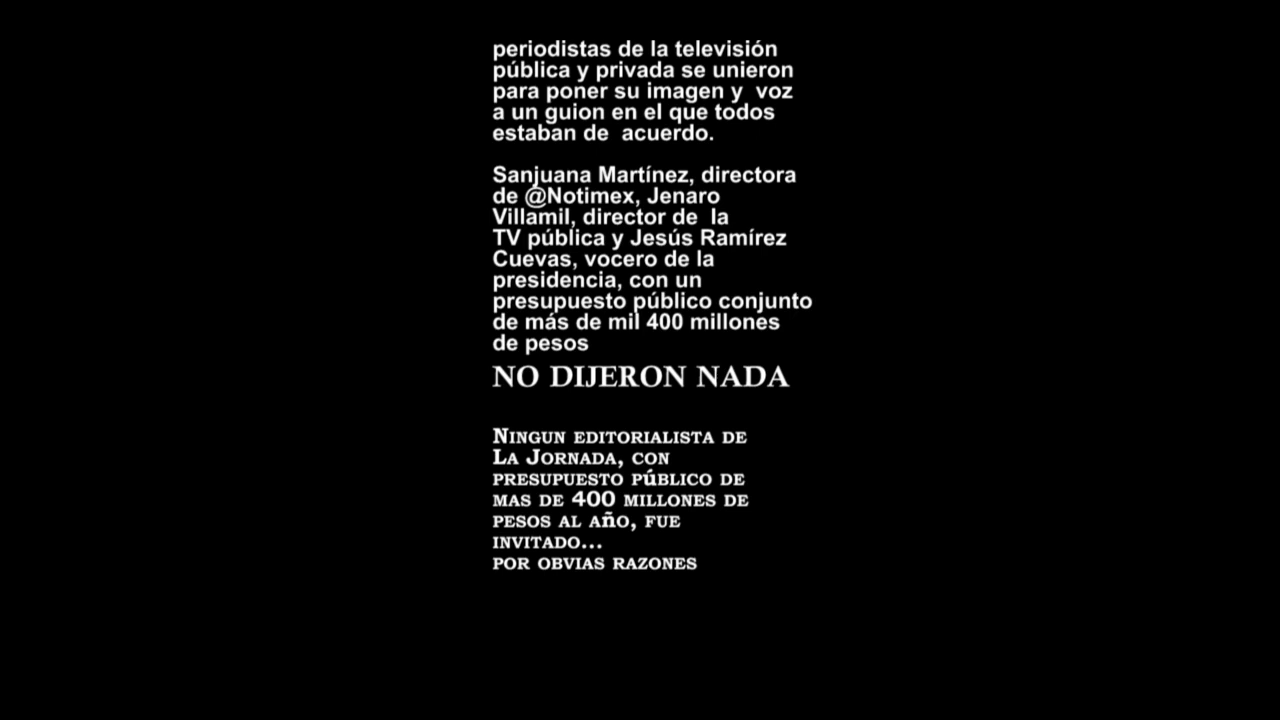 periodistas de la televisión
pública y privada se unieron
para poner su imagen y  voz
a un guion en el que todos
estaban de  acuerdo.
Sanjuana Martínez, directora
de @Notimex, Jenaro
Villamil, director de  la
TV pública y Jesús Ramírez
Cuevas, vocero de la
presidencia, con un
presupuesto público conjunto
de más de mil 400 millones
de pesos
NO DIJERON NADA
NINGUN EDITORIALISTA DE
LA JORNADA, CON
PRESUPUESTO PúBLICO DE
MAS DE 400 MILLONES DE
PESOS AL AñO, FUE
INVITADO...
POR OBVIAS RAZONES